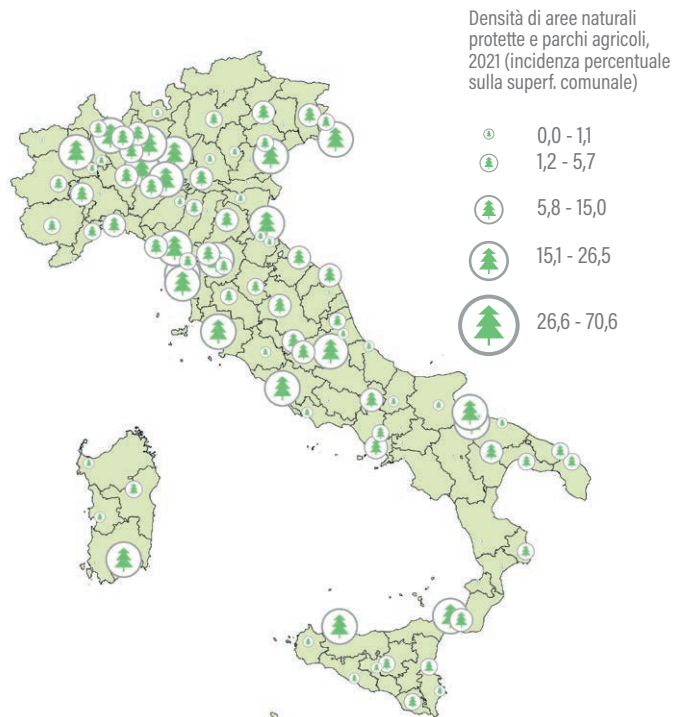 Densità di aree naturali
protette e parchi agricoli,
2021 (incidenza percentuale
sulla superf. comunale)
0,0 - 1,1
1,2 - 5,7
5,8 - 15,0
15,1 - 26,5
26,6 - 70,6